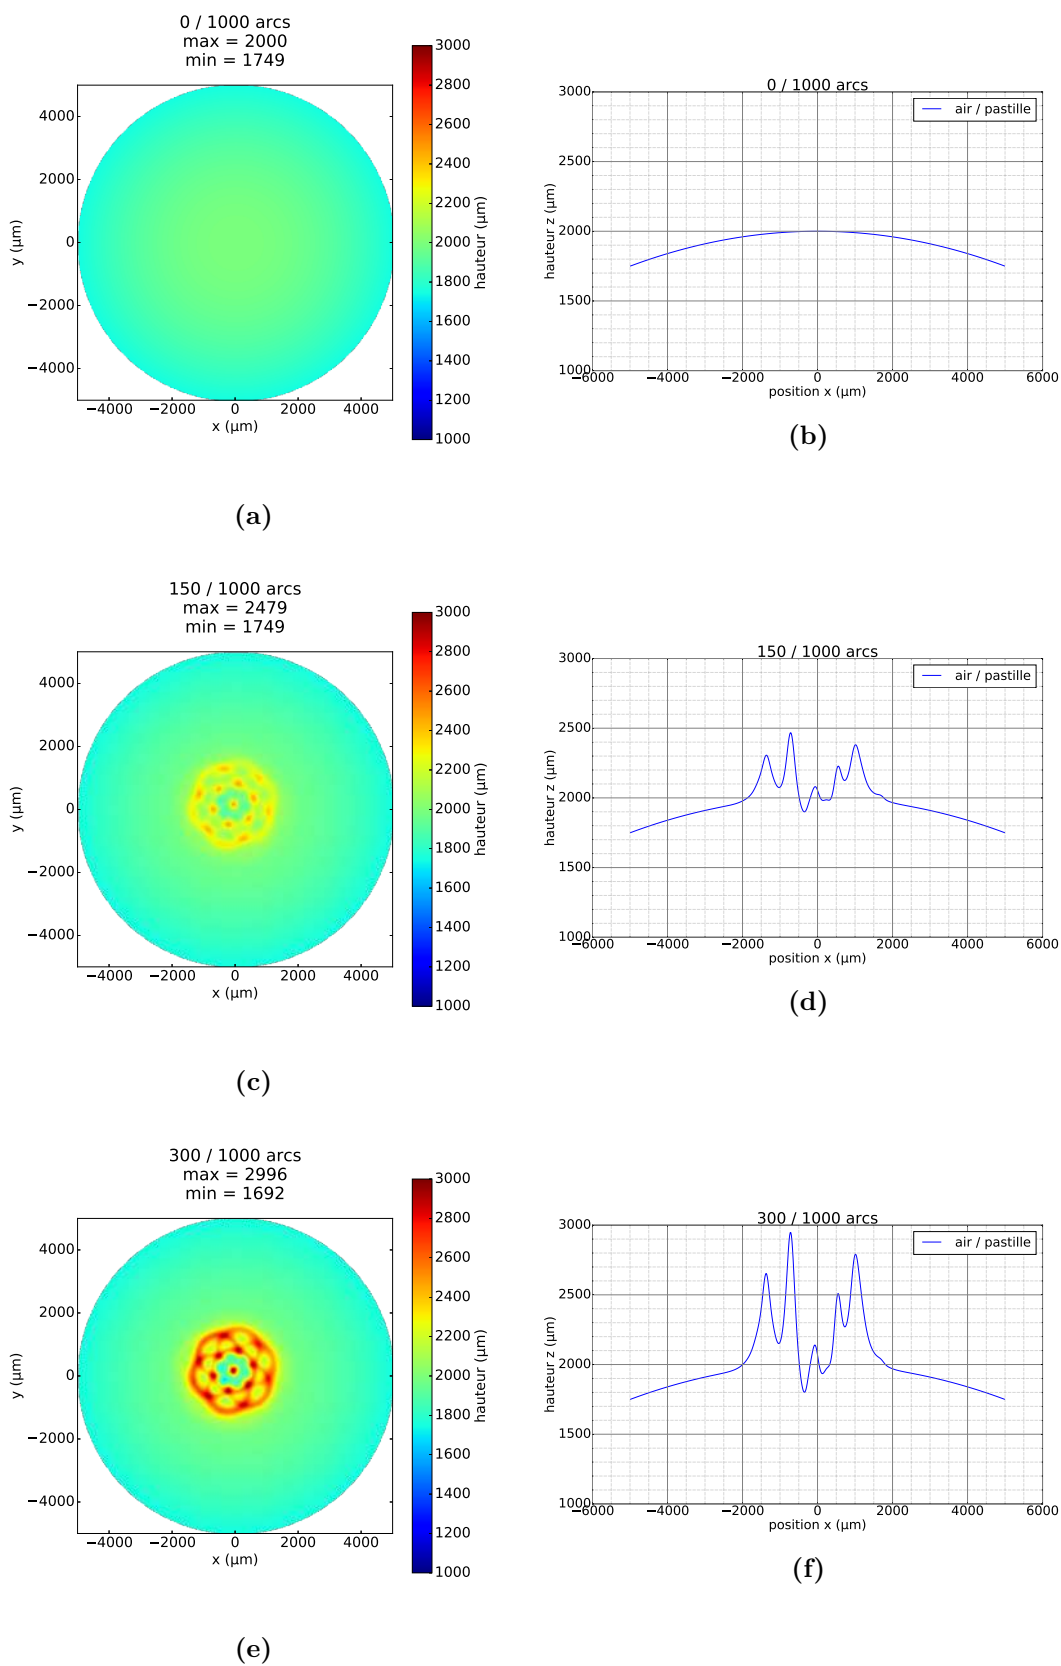 0 / 1000 arcs
max = 2000
min = 1749
4000
2000
0
−2000
−4000
y (µm)
−4000 −2000 0 2000 4000
x (µm)
3000
2800
2600
2400
2200
2000
1800
1600
1400
1200
1000
hauteur (µm)
(a)
0 / 1000 arcs
air / pastille
3000
2500
2000
1500
1000
hauteur z (µm)
−6000 −4000 −2000 0 2000 4000 6000
position x (µm)
(b)
150 / 1000 arcs
max = 2479
min = 1749
4000
2000
0
−2000
−4000
y (µm)
−4000 −2000 0 2000 4000
x (µm)
3000
2800
2600
2400
2200
2000
1800
1600
1400
1200
1000
hauteur (µm)
(c)
150 / 1000 arcs
air / pastille
3000
2500
2000
1500
1000
hauteur z (µm)
−6000 −4000 −2000 0 2000 4000 6000
position x (µm)
(d)
300 / 1000 arcs
max = 2996
min = 1692
4000
2000
0
−2000
−4000
y (µm)
−4000 −2000 0 2000 4000
x (µm)
3000
2800
2600
2400
2200
2000
1800
1600
1400
1200
1000
hauteur (µm)
(e)
300 / 1000 arcs
air / pastille
3000
2500
2000
1500
1000
hauteur z (µm)
−6000 −4000 −2000 0 2000 4000 6000
position x (µm)
(f)